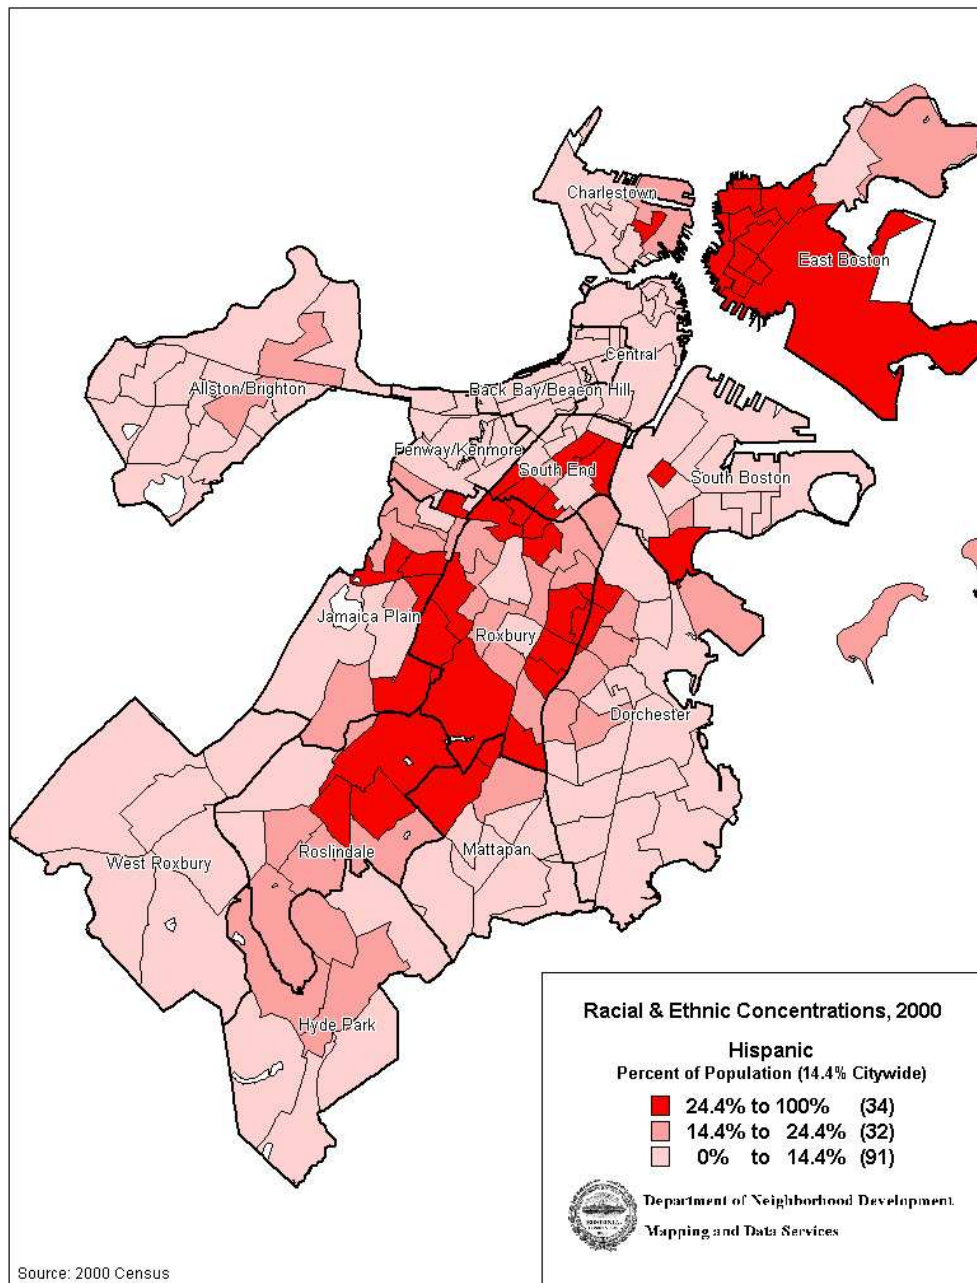 Charlestown
East Boston
Central
Allston/Brighton
Back Bay/Beacon Hill
Fenway/Kenmore
South End
South Boston
Jamaica Plain
Roxbury
Dorchester
West Roxbury
Roslindale
Mattapan
Hyde Park
Racial & Ethnic Concentrations, 2000
Hispanic
Percent of Population (14.4% Citywide)
24.4% to 100% (34)
14.4% to 24.4% (32)
0% to 14.4% (91)
Department of Neighborhood Development
Mapping and Data Services
Source: 2000 Census